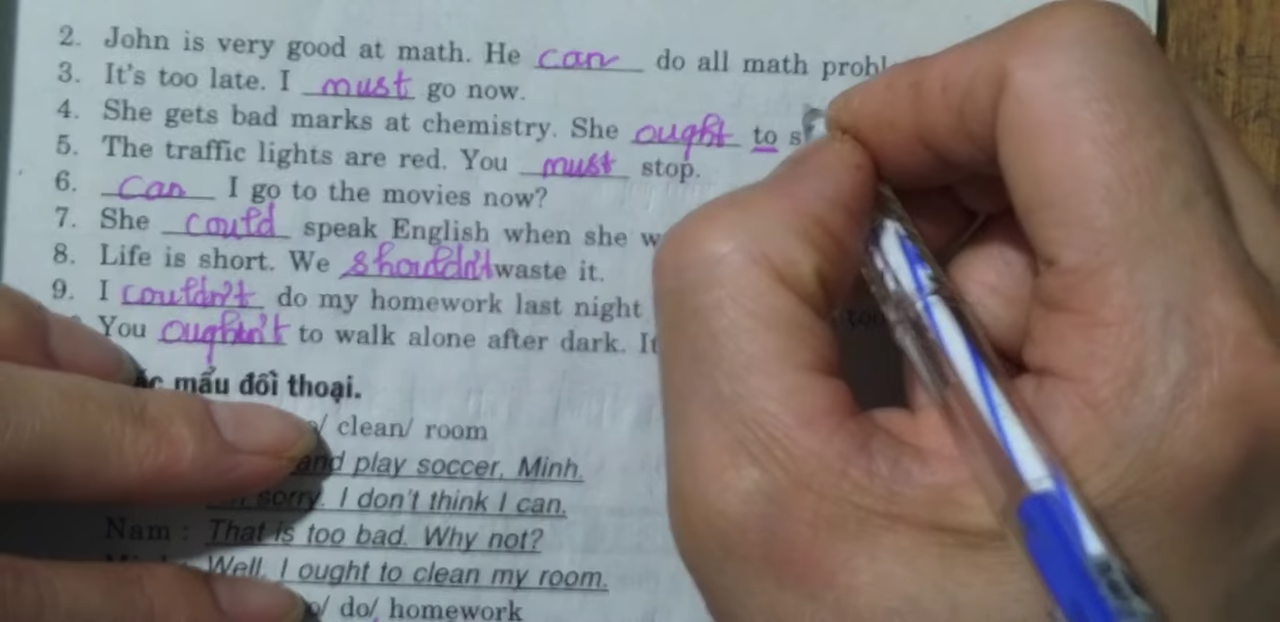 2. John is very good at math. He can do all math probl
3. It's too late. I must go now.
4. She gets bad marks at chemistry. She ought to s
5. The traffic lights are red. You must stop.
6. Can I go to the movies now?
7. She could speak English when she w
8. Life is short. We shouldn't waste it.
9. I couldn't do my homework last night
You oughtn't to walk alone after dark. It
mẫu đối thoại.
/ clean/ room
and play soccer, Minh.
sorry. I don't think I can.
Nam : That is too bad. Why not?
Well, I ought to clean my room.
/ do/ homework